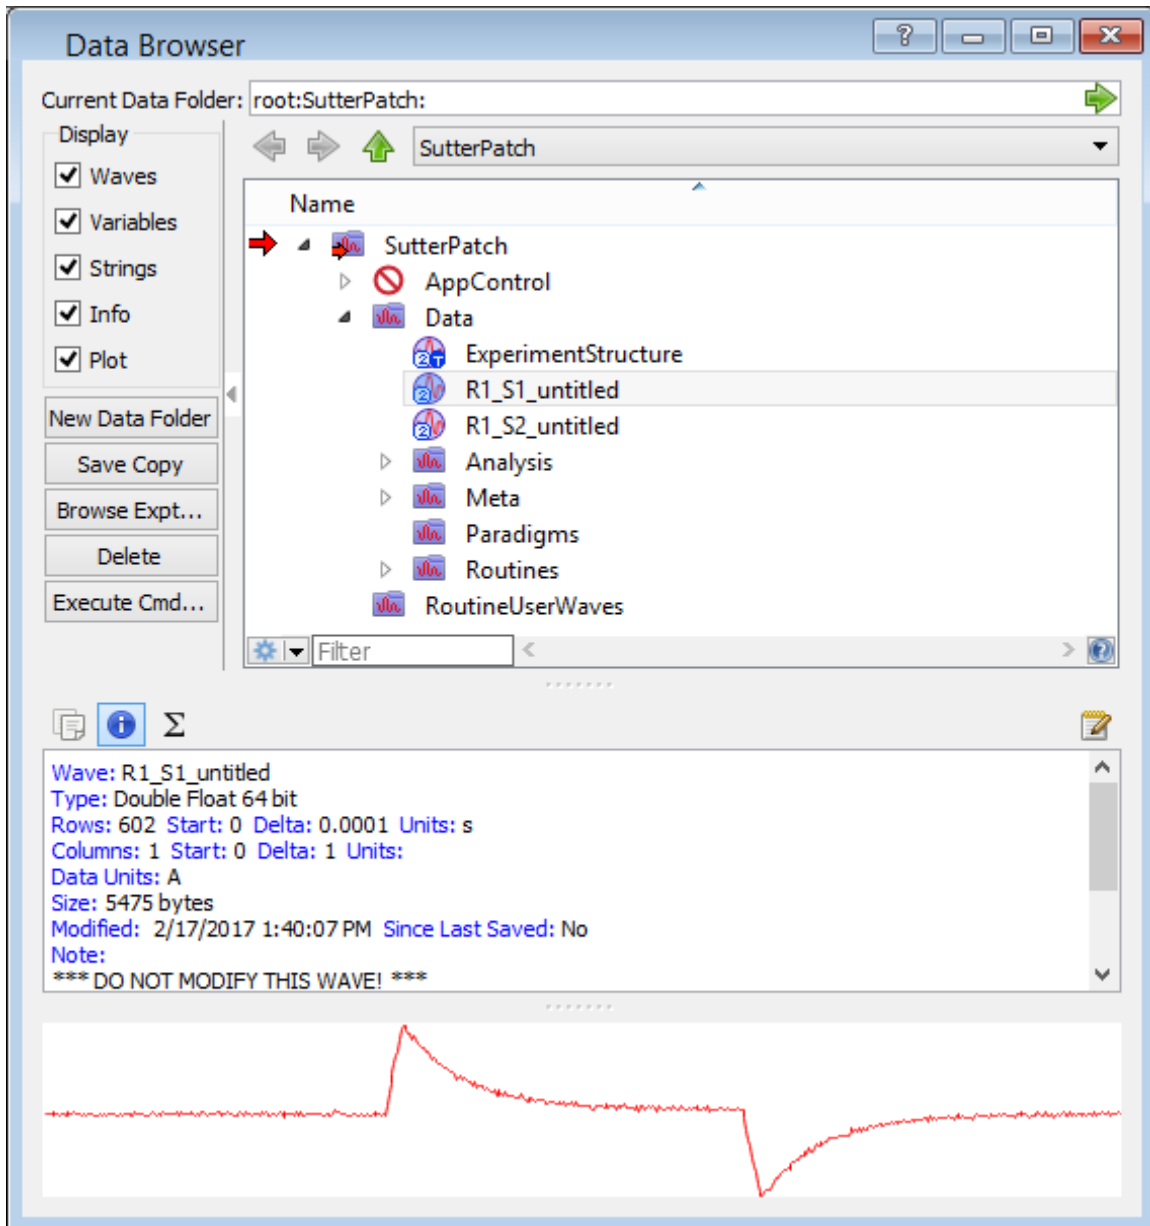 Data Browser
Current Data Folder: root:SutterPatch:
Display
Waves
Variables
Strings
Info
Plot
New Data Folder
Save Copy
Browse Expt...
Delete
Execute Cmd...
SutterPatch
Name
SutterPatch
AppControl
Data
ExperimentStructure
R1_S1_untitled
R1_S2_untitled
Analysis
Meta
Paradigms
Routines
RoutineUserWaves
Filter
Σ
Wave: R1_S1_untitled
Type: Double Float 64 bit
Rows: 602 Start: 0 Delta: 0.0001 Units: s
Columns: 1 Start: 0 Delta: 1 Units:
Data Units: A
Size: 5475 bytes
Modified: 2/17/2017 1:40:07 PM Since Last Saved: No
Note:
*** DO NOT MODIFY THIS WAVE! ***